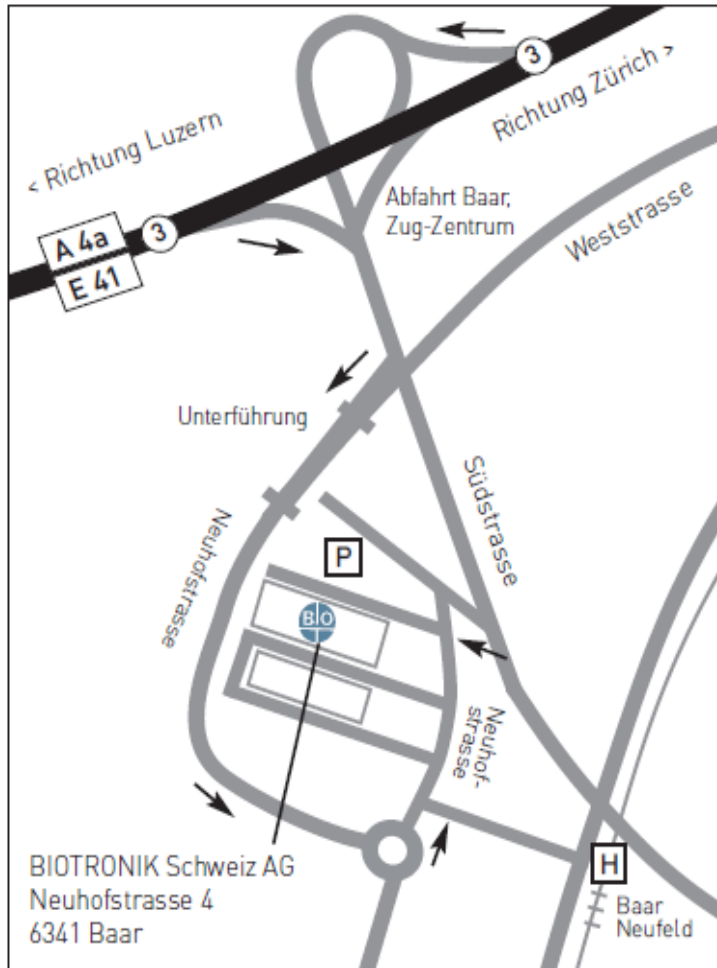 3
Richtung Zürich >
< Richtung Luzern
Abfahrt Baar,
Zug-Zentrum
Weststrasse
A 4a
3
E 41
Unterführung
Südstrasse
Neuhofstrasse
P
BIO
Neuhof-
strasse
BIOTRONIK Schweiz AG
Neuhofstrasse 4
6341 Baar
H
Baar
Neufeld